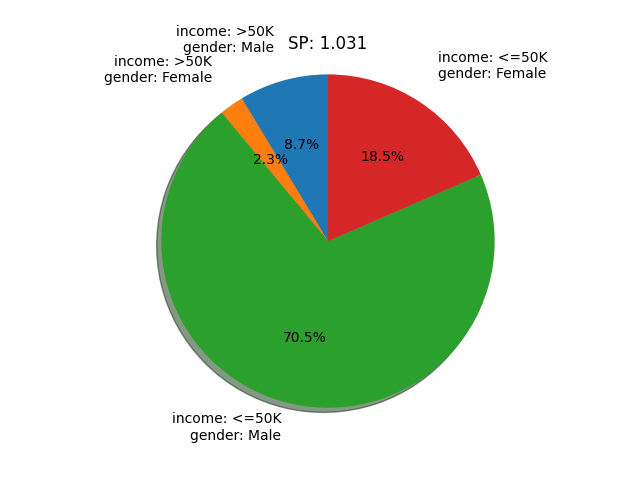 SP: 1.031
income: >50K
gender: Male
income: >50K
gender: Female
income: <=50K
gender: Female
8.7%
2.3%
18.5%
70.5%
income: <=50K
gender: Male